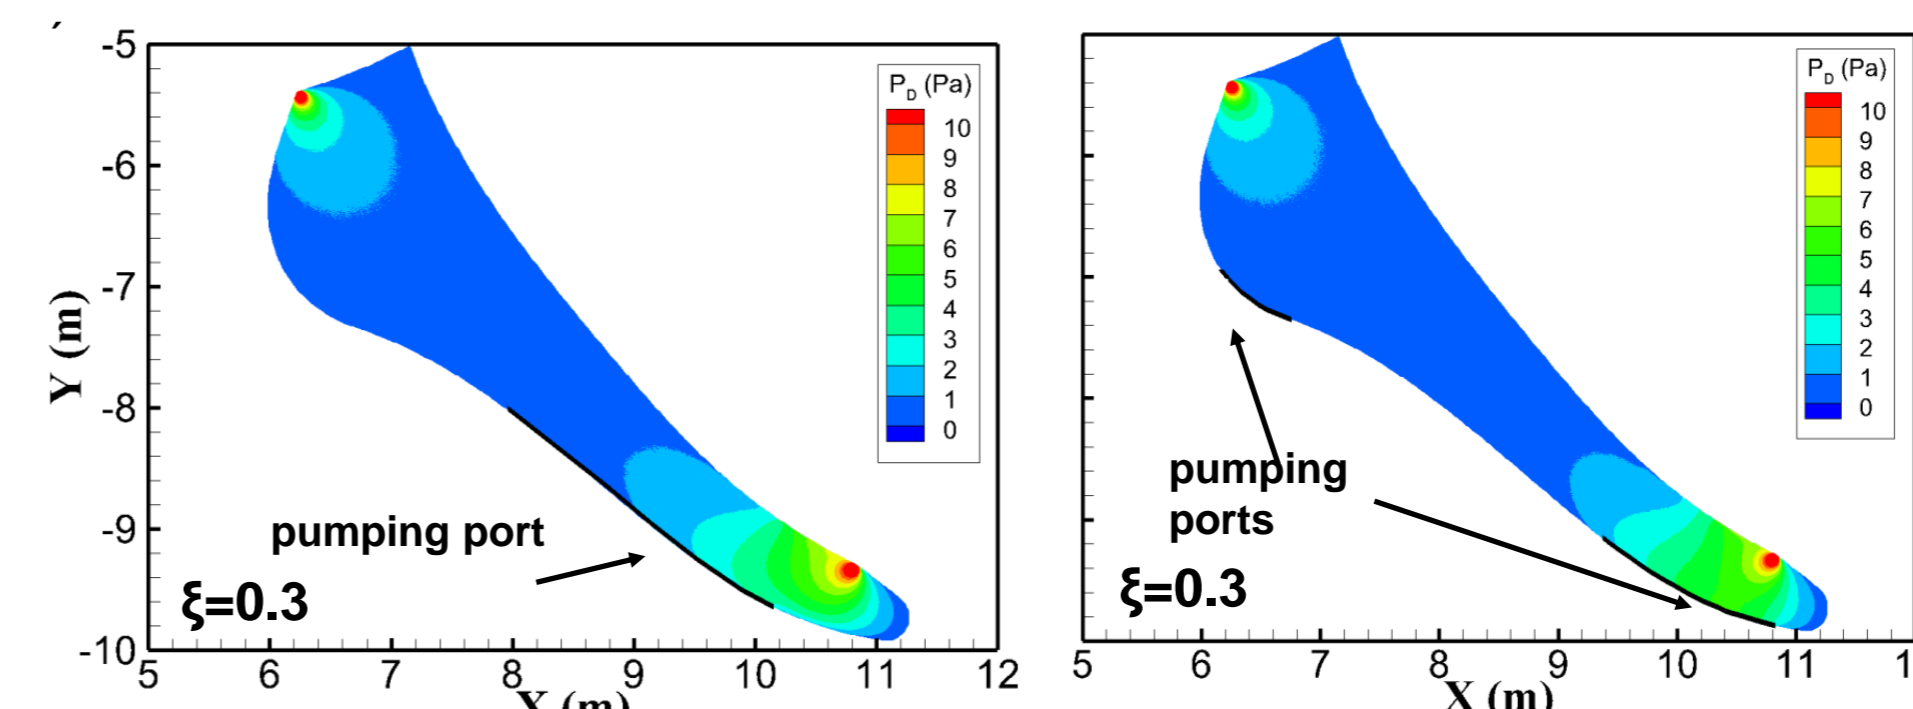 -5
-6
-7
-8
-9
-10
Y (m)
P_D (Pa)
10
9
8
7
6
5
4
3
2
1
0
pumping port
ξ=0.3
5 6 7 8 9 10 11 12
X (m)
P_D (Pa)
10
9
8
7
6
5
4
3
2
1
0
pumping
ports
ξ=0.3
5 6 7 8 9 10 11
X (m)